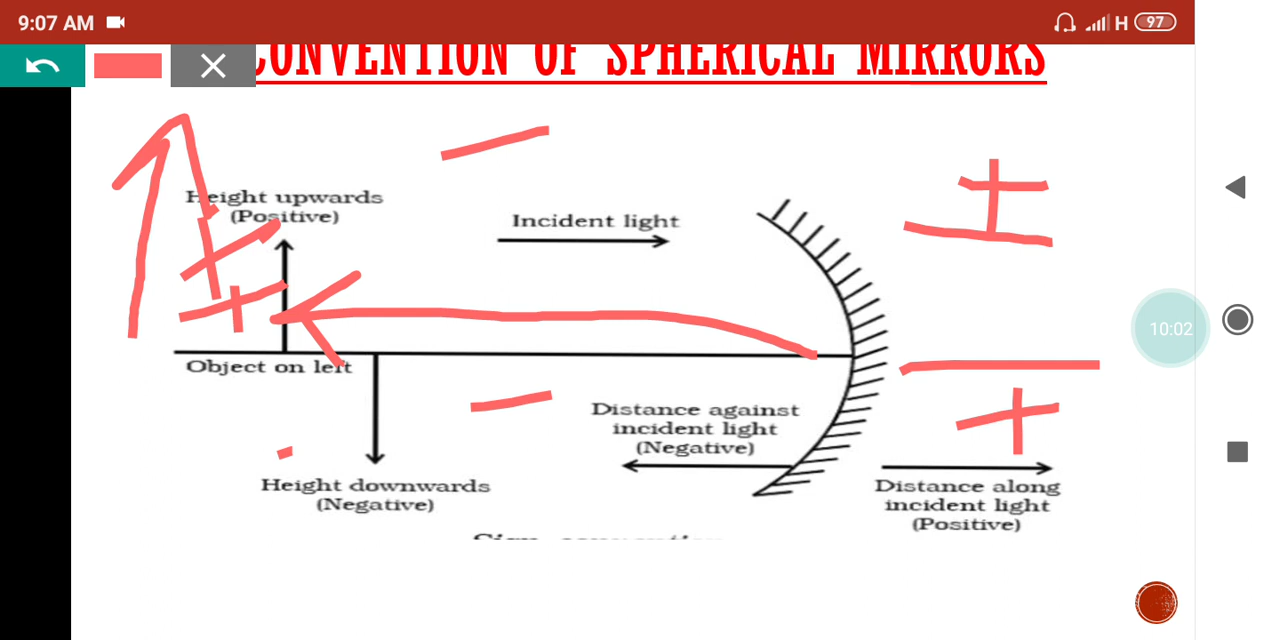 9:07 AM
H 97
CONVENTION OF SPHERICAL MIRRORS
Height upwards
(Positive)
Incident light
10:02
Object on left
Distance against
incident light
(Negative)
Height downwards
(Negative)
Distance along
incident light
(Positive)